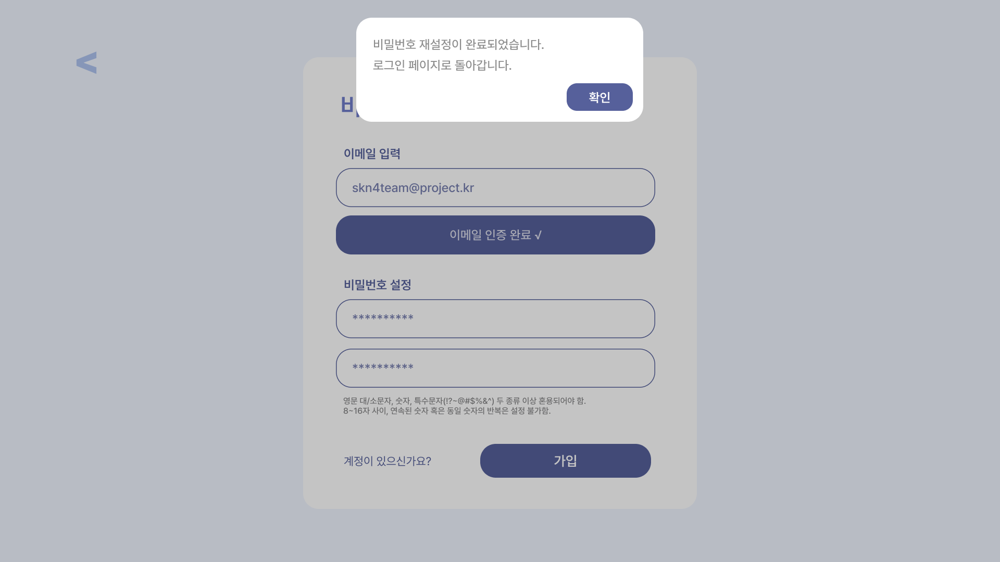 비밀번호 재설정이 완료되었습니다.
로그인 페이지로 돌아갑니다.
확인
<
이메일 입력
skn4team@project.kr
이메일 인증 완료 √
비밀번호 설정
**********
**********
영문 대/소문자, 숫자, 특수문자(!?~@#$%&^) 두 종류 이상 혼용되어야 함.
8~16자 사이, 연속된 숫자 혹은 동일 숫자의 반복은 설정 불가함.
계정이 있으신가요?
가입